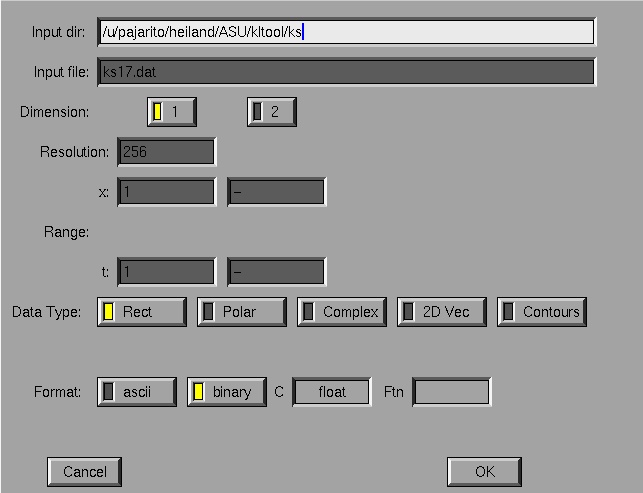 Input dir: /u/pajarito/heiland/ASU/kltool/ks
Input file: ks17.dat
Dimension: 1 2
Resolution: 256
x: 1 –
Range:
t: 1 –
Data Type: Rect Polar Complex 2D Vec Contours
Format: ascii binary C float Ftn
Cancel OK